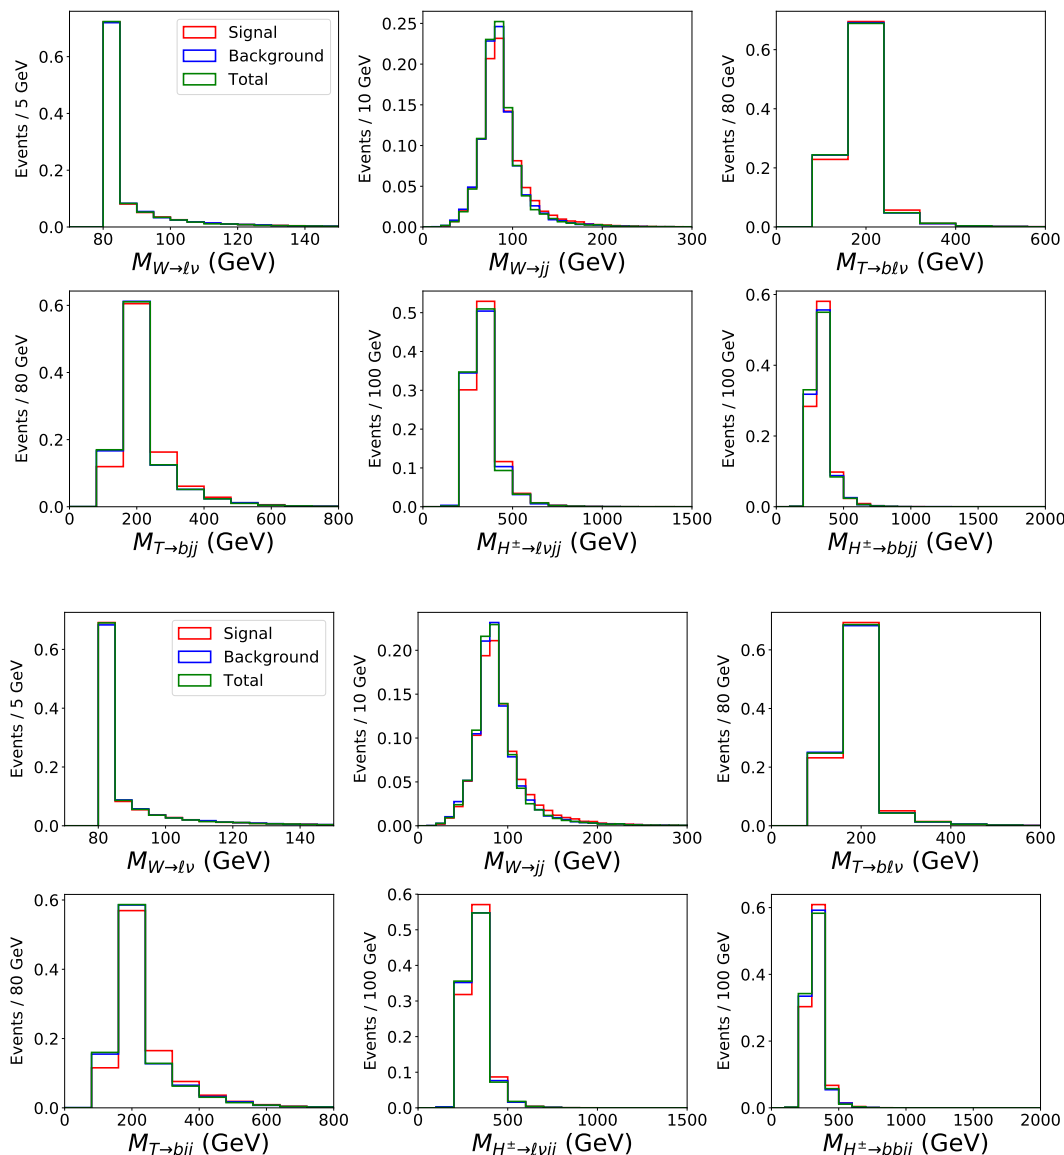 Events / 5 GeV
0.6
0.4
0.2
0.0
80 100 120 140
M_{W→ℓν} (GeV)
Signal
Background
Total
Events / 10 GeV
0.25
0.20
0.15
0.10
0.05
0.00
0 100 200 300
M_{W→jj} (GeV)
Events / 80 GeV
0.6
0.4
0.2
0.0
0 200 400 600
M_{T→bℓν} (GeV)
Events / 80 GeV
0.6
0.4
0.2
0.0
0 200 400 600 800
M_{T→bjj} (GeV)
Events / 100 GeV
0.5
0.4
0.3
0.2
0.1
0.0
0 500 1000 1500
M_{H^±→ℓνjj} (GeV)
Events / 100 GeV
0.6
0.4
0.2
0.0
0 500 1000 1500 2000
M_{H^±→bbjj} (GeV)
Events / 5 GeV
0.6
0.4
0.2
0.0
80 100 120 140
M_{W→ℓν} (GeV)
Signal
Background
Total
Events / 10 GeV
0.20
0.15
0.10
0.05
0.00
0 100 200 300
M_{W→jj} (GeV)
Events / 80 GeV
0.6
0.4
0.2
0.0
0 200 400 600
M_{T→bℓν} (GeV)
Events / 80 GeV
0.6
0.4
0.2
0.0
0 200 400 600 800
M_{T→bjj} (GeV)
Events / 100 GeV
0.6
0.5
0.4
0.3
0.2
0.1
0.0
0 500 1000 1500
M_{H^±→ℓνjj} (GeV)
Events / 100 GeV
0.6
0.4
0.2
0.0
0 500 1000 1500 2000
M_{H^±→bbjj} (GeV)